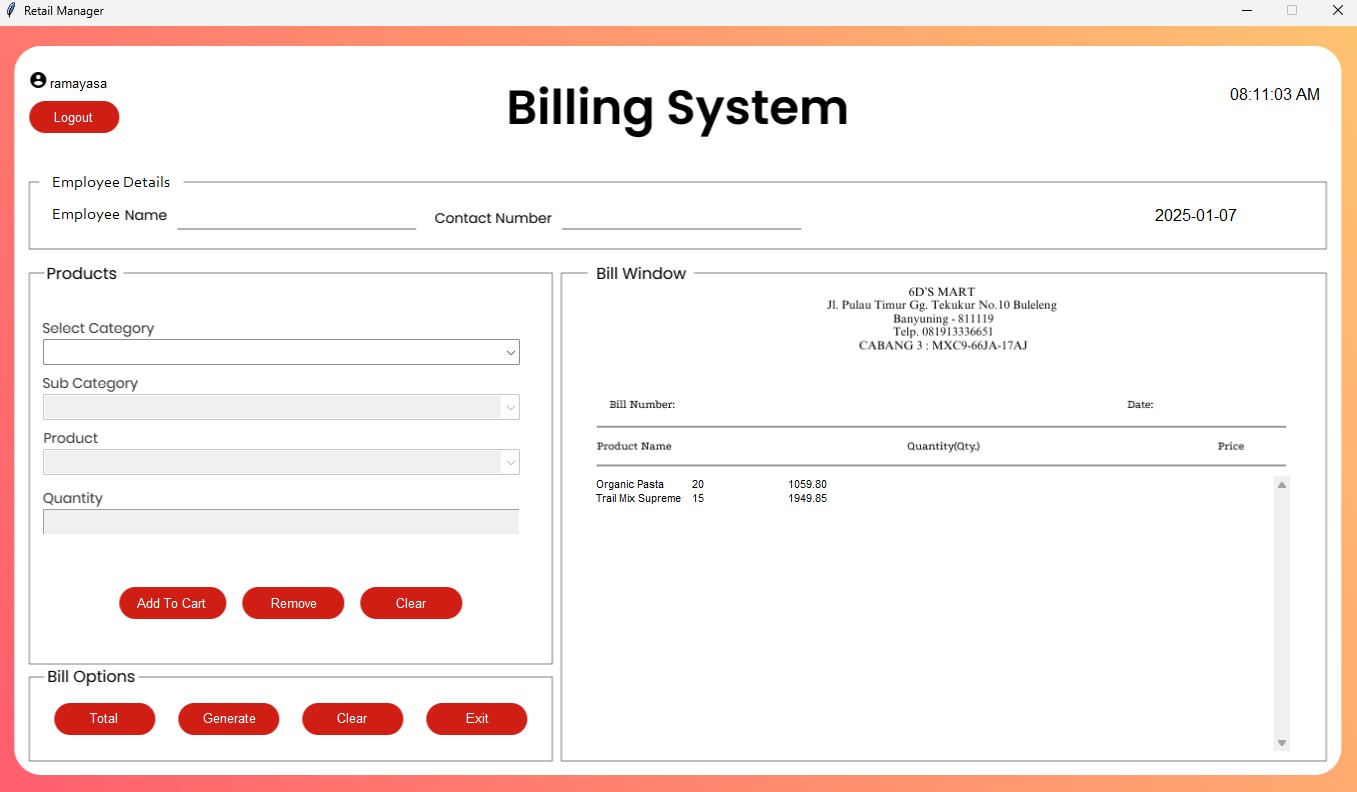 Retail Manager
ramayasa
Logout
Billing System
08:11:03 AM
Employee Details
Employee Name
Contact Number
2025-01-07
Products
Select Category
Sub Category
Product
Quantity
Add To Cart
Remove
Clear
Bill Options
Total
Generate
Clear
Exit
Bill Window
6D'S MART
Jl. Pulau Timur Gg. Tekukur No.10 Buleleng
Banyuning - 811119
Telp. 081913336651
CABANG 3 : MXC9-66JA-17AJ
Bill Number: Date:
Product Name Quantity(Qty.) Price
Organic Pasta 20 1059.80
Trail Mix Supreme 15 1949.85